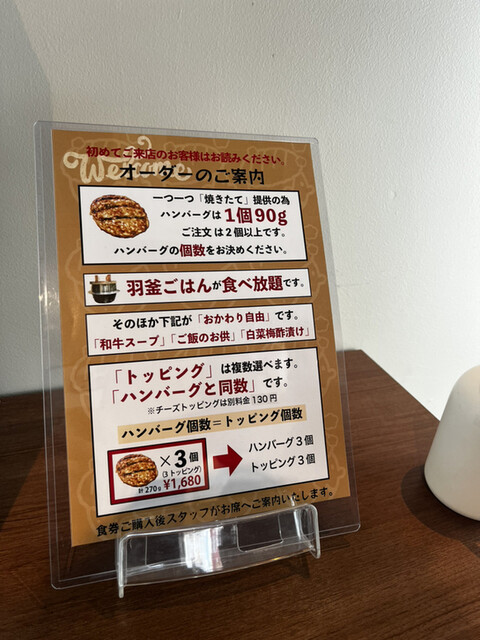 Welcome
初めてご来店のお客様はお読みください。
オーダーのご案内
一つ一つ「焼きたて」提供の為
ハンバーグは1個90g
ご注文は2個以上です。
ハンバーグの個数をお決めください。
羽釜ごはんが食べ放題です。
そのほか下記が「おかわり自由」です。
「和牛スープ」「ご飯のお供」「白菜梅酢漬け」
「トッピング」は複数選べます。
「ハンバーグと同数」です。
※チーズトッピングは別料金130円
ハンバーグ個数=トッピング個数
×3個
(3トッピング)
計270g ¥1,680
ハンバーグ3個
トッピング3個
食券ご購入後スタッフがお席へご案内いたします。